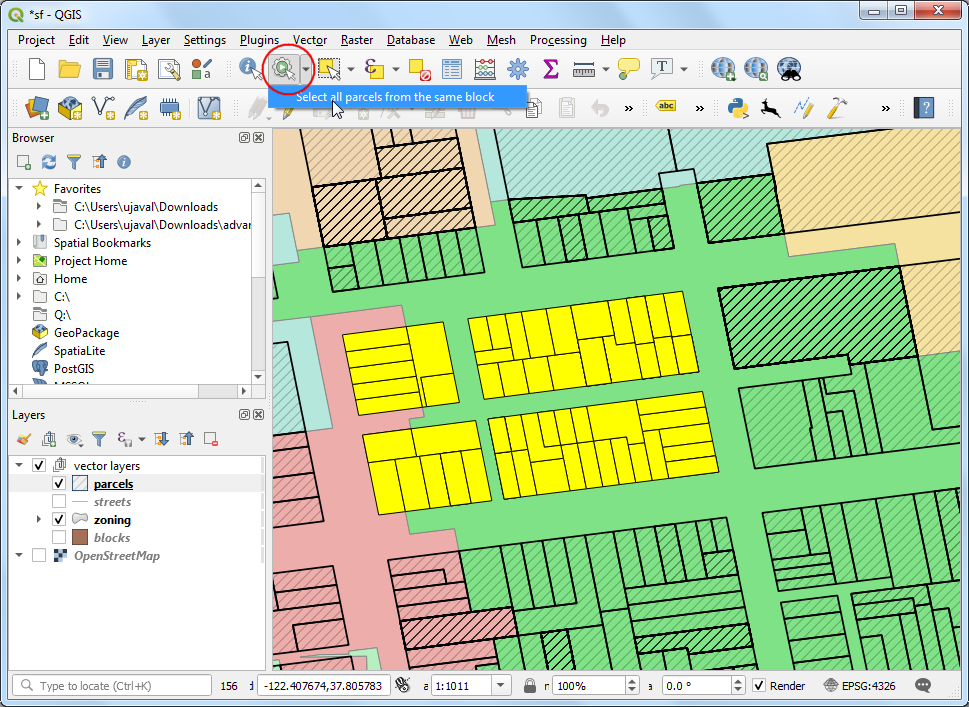 *sf - QGIS
Project Edit View Layer Settings Plugins Vector Raster Database Web Mesh Processing Help
Select all parcels from the same block
abc
Browser
Favorites
C:\Users\ujaval\Downloads
C:\Users\ujaval\Downloads\advar
Spatial Bookmarks
Project Home
Home
C:\
Q:\
GeoPackage
SpatiaLite
PostGIS
Layers
vector layers
parcels
streets
zoning
blocks
OpenStreetMap
Type to locate (Ctrl+K) 156 -122.407674,37.805783 1:1011 100% 0.0 ° Render EPSG:4326